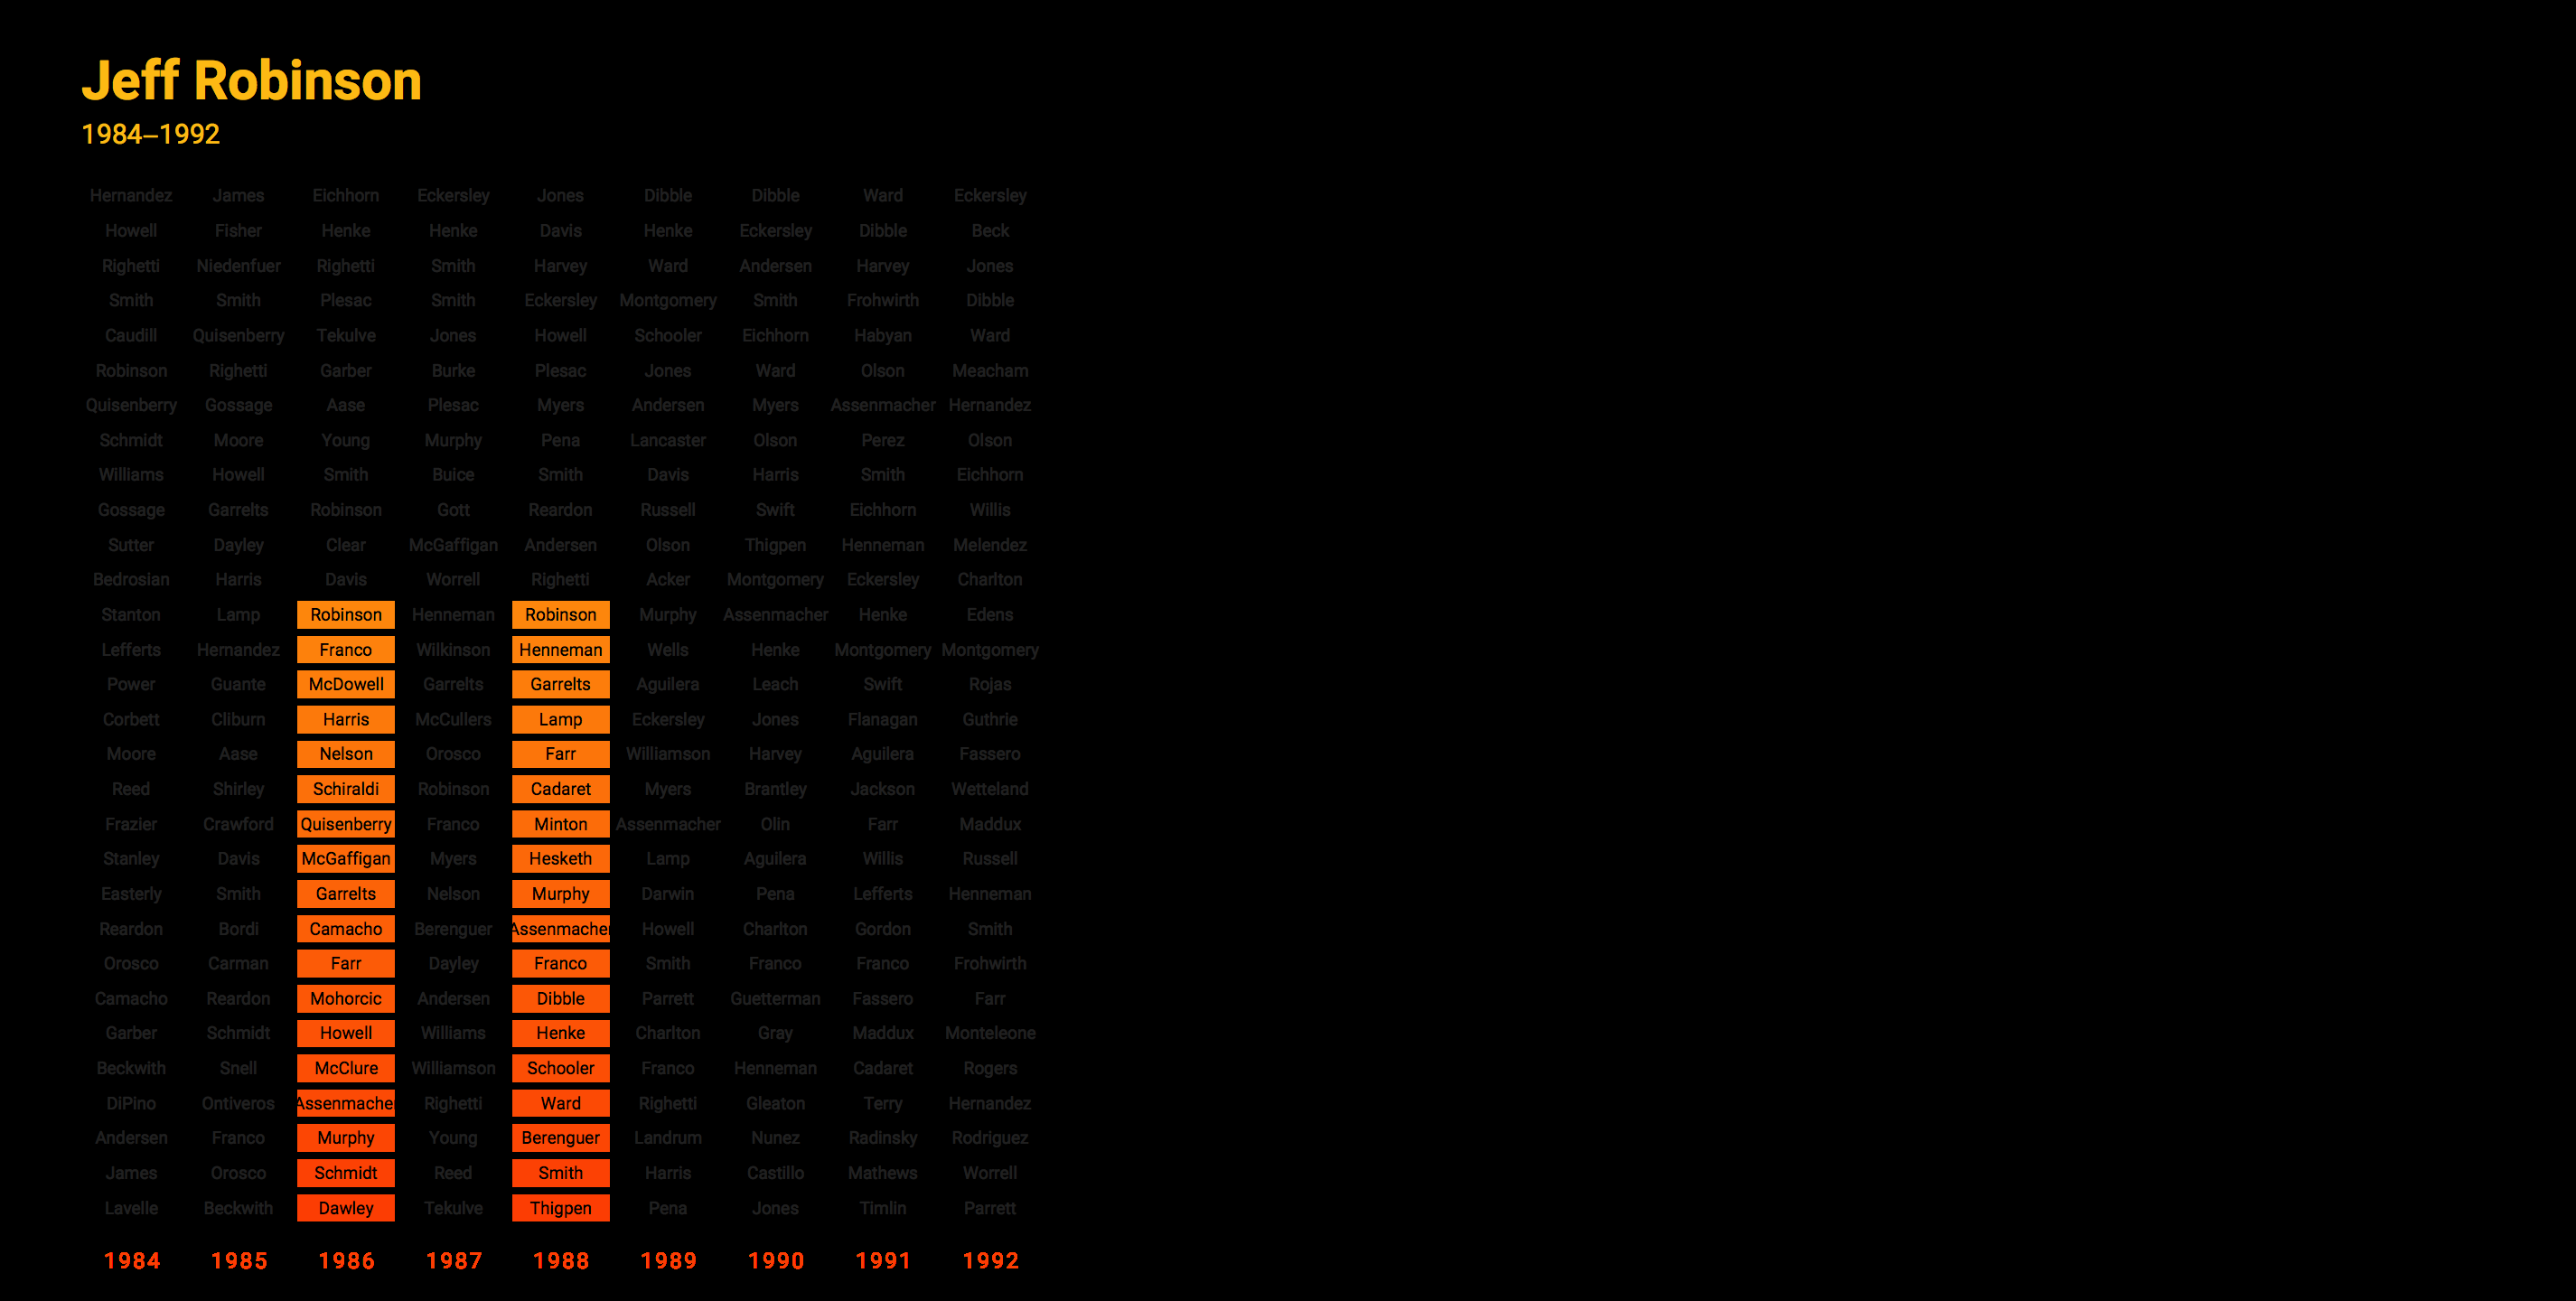 Jeff Robinson
1984–1992
Hernandez James Eichhorn Eckersley Jones Dibble Dibble Ward Eckersley
Howell Fisher Henke Henke Davis Henke Eckersley Dibble Beck
Righetti Niedenfuer Righetti Smith Harvey Ward Andersen Harvey Jones
Smith Smith Plesac Smith Eckersley Montgomery Smith Frohwirth Dibble
Caudill Quisenberry Tekulve Jones Howell Schooler Eichhorn Habyan Ward
Robinson Righetti Garber Burke Plesac Jones Ward Olson Meacham
Quisenberry Gossage Aase Plesac Myers Andersen Myers Assenmacher Hernandez
Schmidt Moore Young Murphy Pena Lancaster Olson Perez Olson
Williams Howell Smith Buice Smith Davis Harris Smith Eichhorn
Gossage Garrelts Robinson Gott Reardon Russell Swift Eichhorn Willis
Sutter Dayley Clear McGaffigan Andersen Olson Thigpen Henneman Melendez
Bedrosian Harris Davis Worrell Righetti Acker Montgomery Eckersley Charlton
Stanton Lamp Robinson Henneman Robinson Murphy Assenmacher Henke Edens
Lefferts Hernandez Franco Wilkinson Henneman Wells Henke Montgomery Montgomery
Power Guante McDowell Garrelts Garrelts Aguilera Leach Swift Rojas
Corbett Cliburn Harris McCullers Lamp Eckersley Jones Flanagan Guthrie
Moore Aase Nelson Orosco Farr Williamson Harvey Aguilera Fassero
Reed Shirley Schiraldi Robinson Cadaret Myers Brantley Jackson Wetteland
Frazier Crawford Quisenberry Franco Minton Assenmacher Olin Farr Maddux
Stanley Davis McGaffigan Myers Hesketh Lamp Aguilera Willis Russell
Easterly Smith Garrelts Nelson Murphy Darwin Pena Lefferts Henneman
Reardon Bordi Camacho Berenguer Assenmacher Howell Charlton Gordon Smith
Orosco Carman Farr Dayley Franco Smith Franco Franco Frohwirth
Camacho Reardon Mohorcic Andersen Dibble Parrett Guetterman Fassero Farr
Garber Schmidt Howell Williams Henke Charlton Gray Maddux Monteleone
Beckwith Snell McClure Williamson Schooler Franco Henneman Cadaret Rogers
DiPino Ontiveros Assenmacher Righetti Ward Righetti Gleaton Terry Hernandez
Andersen Franco Murphy Young Berenguer Landrum Nunez Radinsky Rodriguez
James Orosco Schmidt Reed Smith Harris Castillo Mathews Worrell
Lavelle Beckwith Dawley Tekulve Thigpen Pena Jones Timlin Parrett
1984 1985 1986 1987 1988 1989 1990 1991 1992